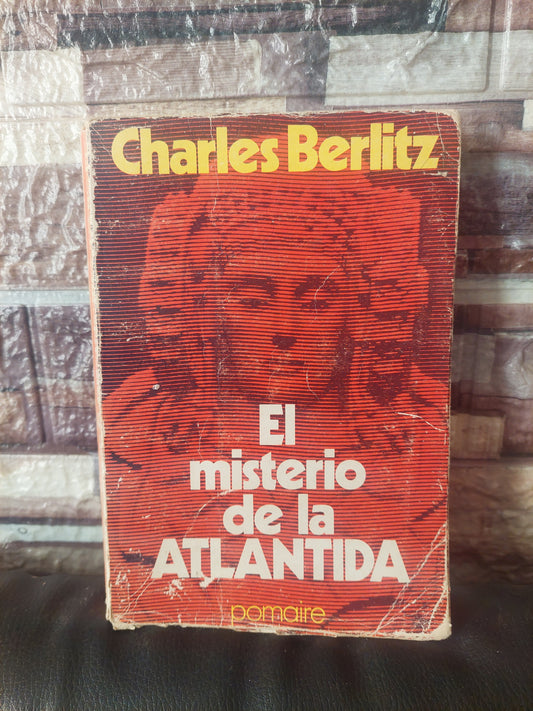 Charles Berlitz
El
misterio
de la
ATLANTIDA
pomaire